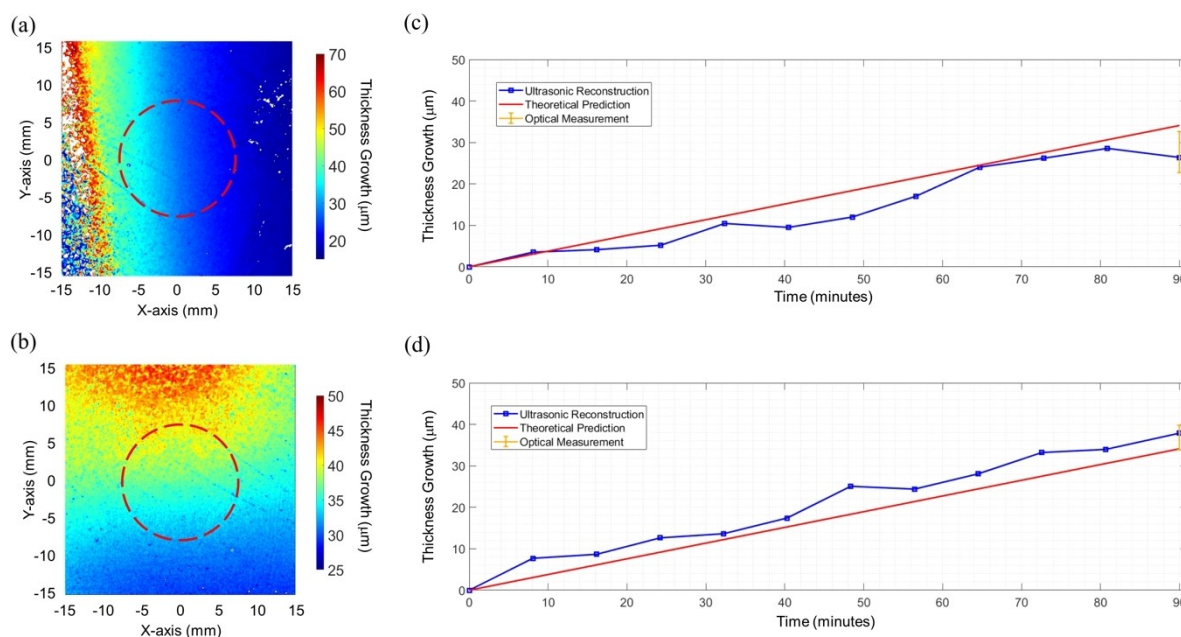 (a)
15
10
5
0
-5
-10
-15
Y-axis (mm)
-15 -10 -5 0 5 10 15
X-axis (mm)
70
60
50
40
30
20
Thickness Growth (μm)
(c)
50
40
30
20
10
0
Thickness Growth (μm)
Ultrasonic Reconstruction
Theoretical Prediction
Optical Measurement
0 10 20 30 40 50 60 70 80 90
Time (minutes)
(b)
15
10
5
0
-5
-10
-15
Y-axis (mm)
-15 -10 -5 0 5 10 15
X-axis (mm)
50
45
40
35
30
25
Thickness Growth (μm)
(d)
50
40
30
20
10
0
Thickness Growth (μm)
Ultrasonic Reconstruction
Theoretical Prediction
Optical Measurement
0 10 20 30 40 50 60 70 80 90
Time (minutes)